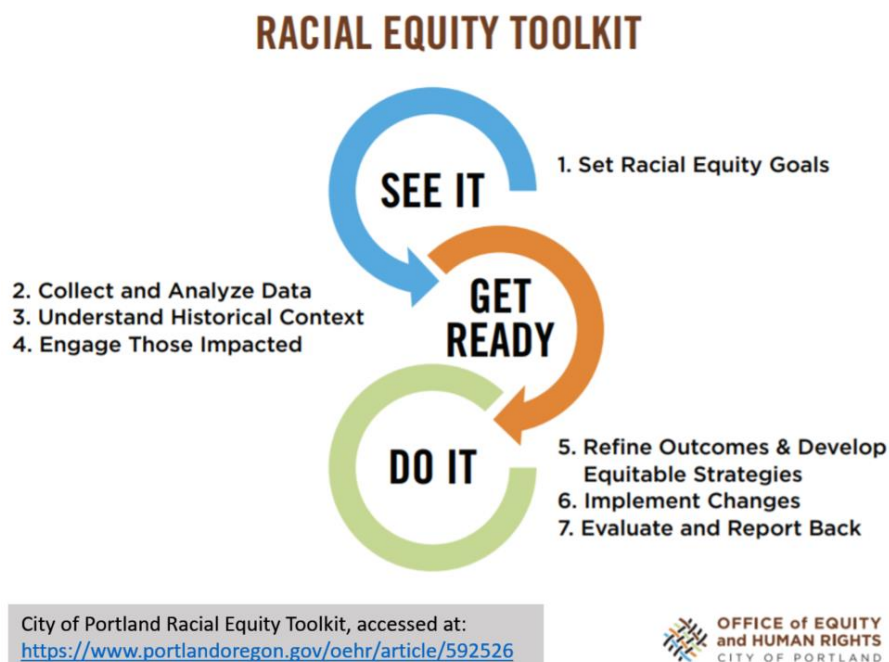 RACIAL EQUITY TOOLKIT
SEE IT
1. Set Racial Equity Goals
GET
READY
2. Collect and Analyze Data
3. Understand Historical Context
4. Engage Those Impacted
DO IT
5. Refine Outcomes & Develop
Equitable Strategies
6. Implement Changes
7. Evaluate and Report Back
City of Portland Racial Equity Toolkit, accessed at:
https://www.portlandoregon.gov/oehr/article/592526
OFFICE of EQUITY
and HUMAN RIGHTS
CITY OF PORTLAND